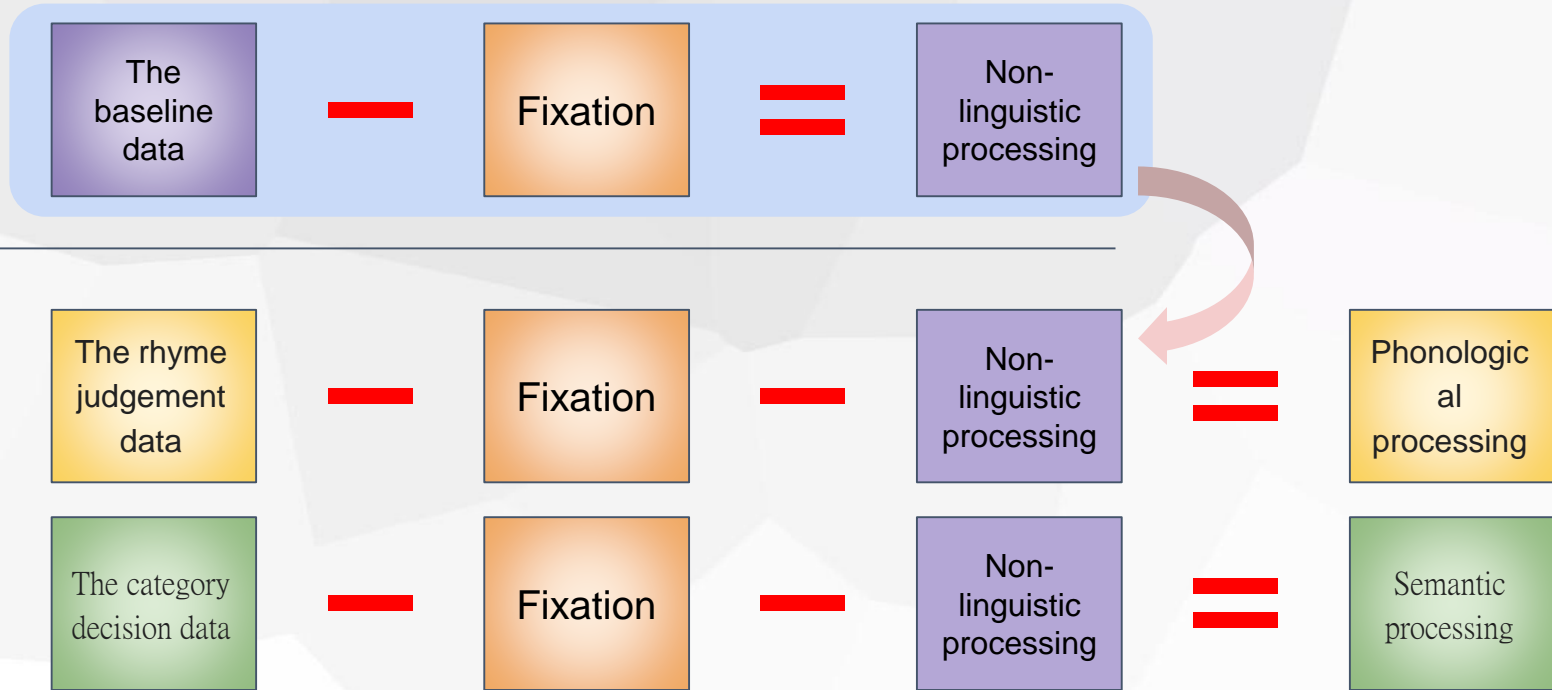 The
baseline
data
Fixation
Non-
linguistic
processing
The rhyme
judgement
data
Fixation
Non-
linguistic
processing
Phonologic
al
processing
The category
decision data
Fixation
Non-
linguistic
processing
Semantic
processing